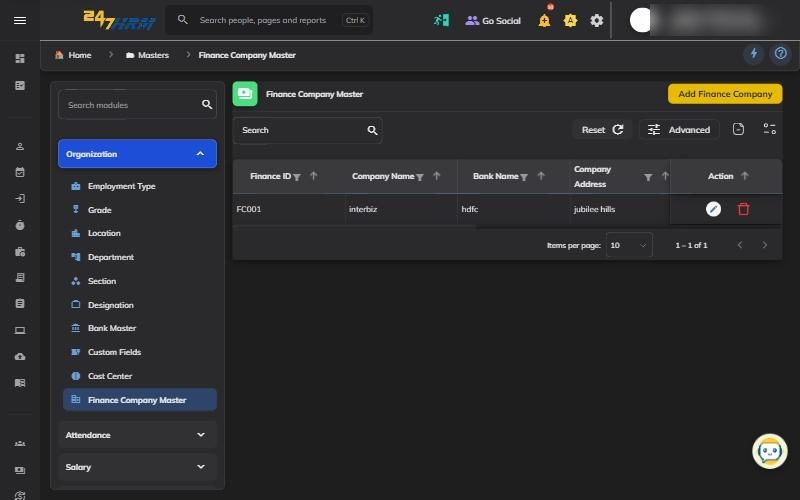 247HRM
Search people, pages and reports
Ctrl K
Go Social
Home
Masters
Finance Company Master
Search modules
Organization
Employment Type
Grade
Location
Department
Section
Designation
Bank Master
Custom Fields
Cost Center
Finance Company Master
Attendance
Salary
Finance Company Master
Add Finance Company
Search
Reset
Advanced
Finance ID
Company Name
Bank Name
Company
Address
Action
FC001
interbiz
hdfc
jubilee hills
Items per page:
10
1 – 1 of 1